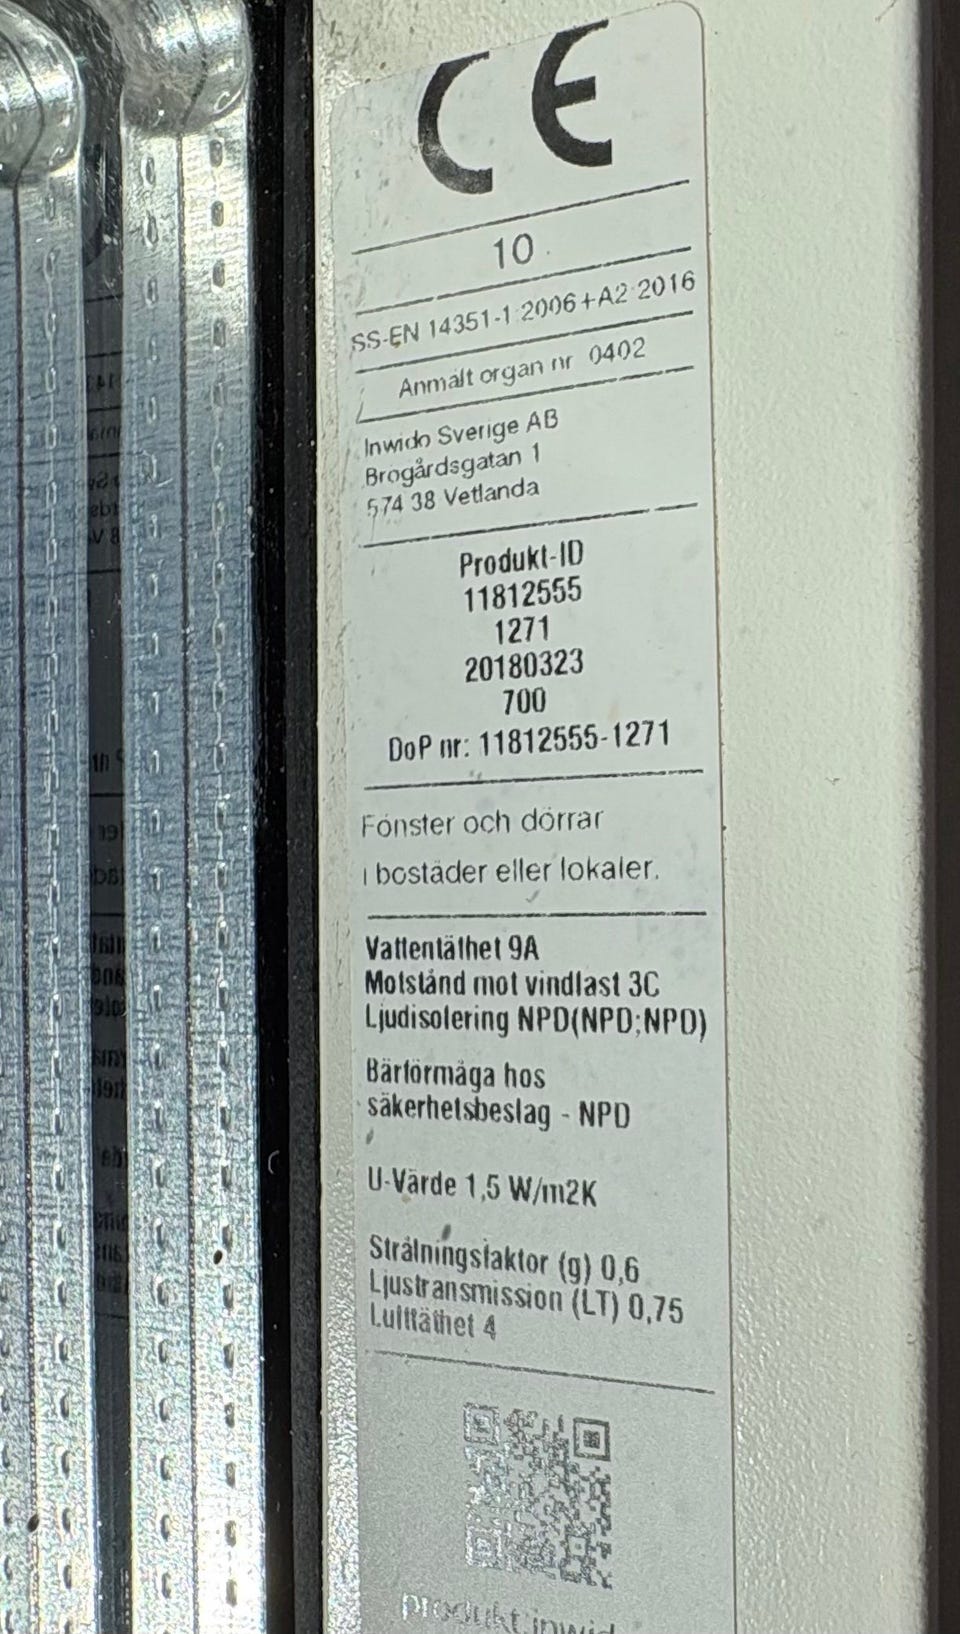 CE
10
SS-EN 14351-1:2006+A2:2016
Anmält organ nr 0402
Inwido Sverige AB
Brogårdsgatan 1
574 38 Vetlanda
Produkt-ID
11812555
1271
20180323
700
DoP nr: 11812555-1271
Fönster och dörrar
i bostäder eller lokaler.
Vattentäthet 9A
Motstånd mot vindlast 3C
Ljudisolering NPD(NPD;NPD)
Bärförmåga hos
säkerhetsbeslag - NPD
U-Värde 1,5 W/m2K
Strålningsfaktor (g) 0,6
Ljustransmission (LT) 0,75
Lufttäthet 4